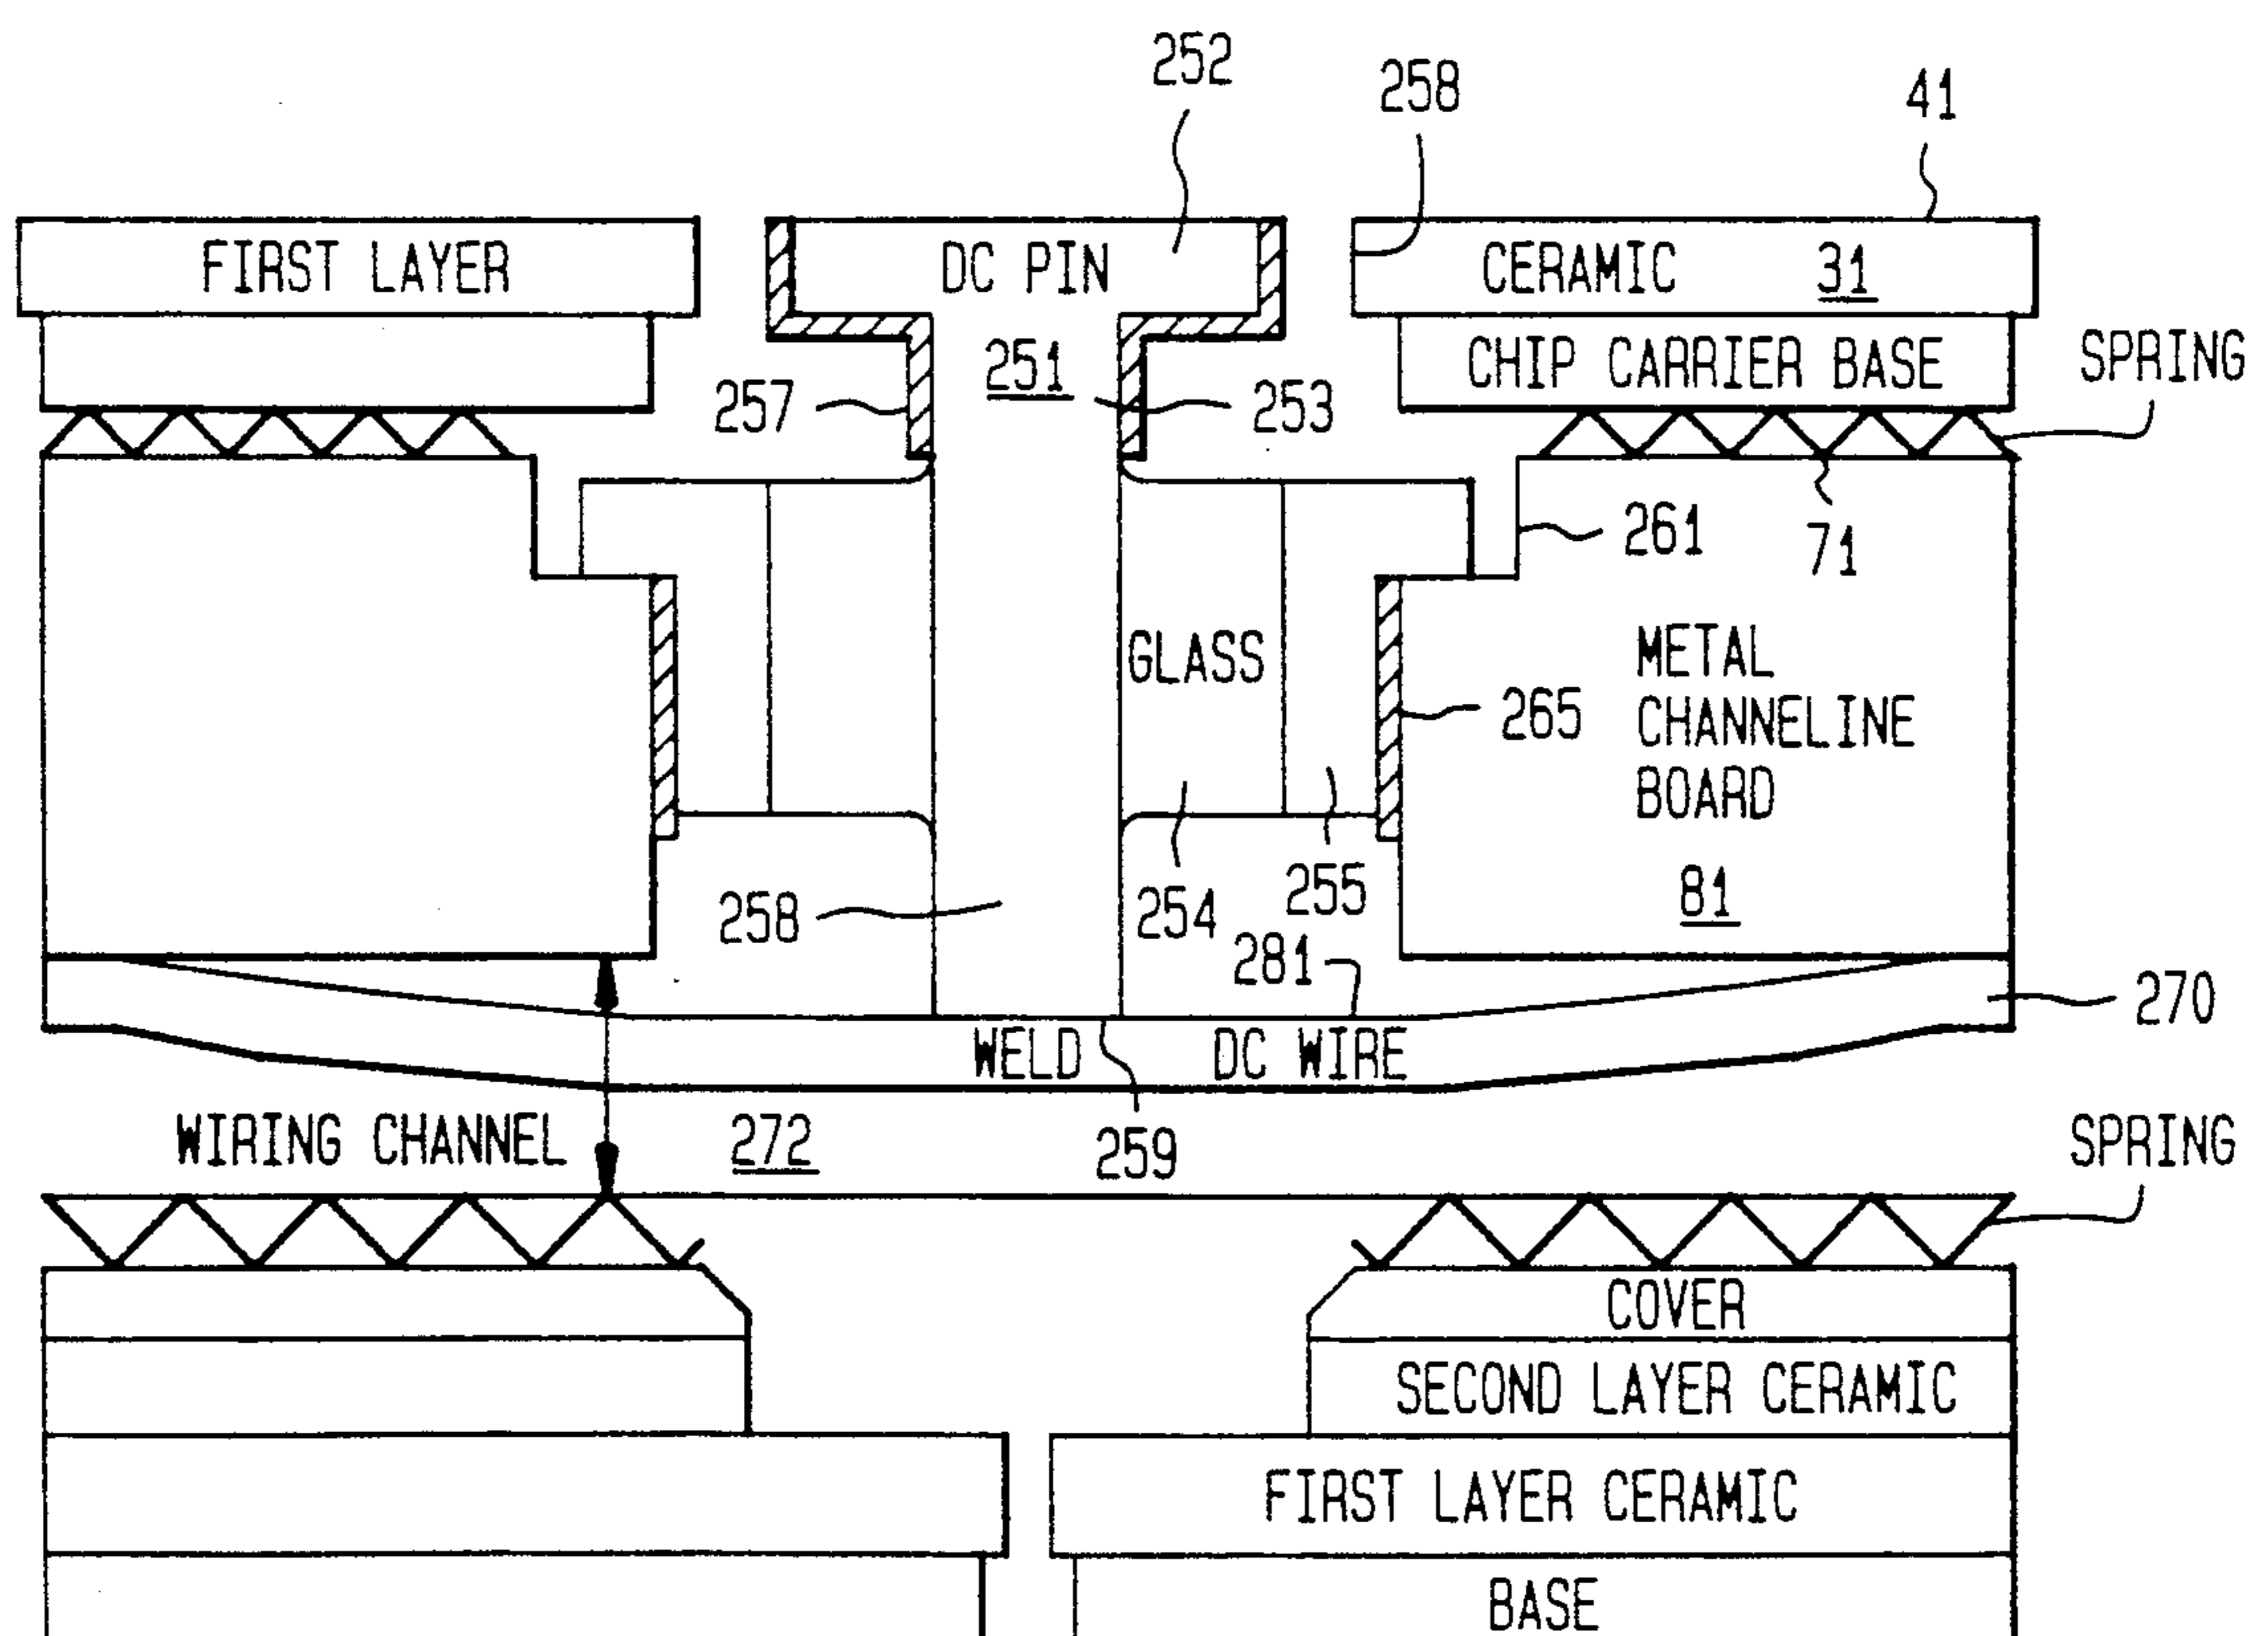 252
258
41
FIRST LAYER
DC PIN
CERAMIC 31
CHIP CARRIER BASE
SPRING
251
257
253
261
71
GLASS
METAL
CHANNELINE
BOARD
265
81
258
254
255
281
270
WELD
DC WIRE
WIRING CHANNEL
272
259
SPRING
COVER
SECOND LAYER CERAMIC
FIRST LAYER CERAMIC
BASE